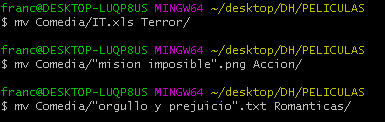 franc@DESKTOP-LUQP8US MINGW64 ~/desktop/DH/PELICULAS
$ mv Comedia/IT.xls Terror/
franc@DESKTOP-LUQP8US MINGW64 ~/desktop/DH/PELICULAS
$ mv Comedia/"mision imposible".png Accion/
franc@DESKTOP-LUQP8US MINGW64 ~/desktop/DH/PELICULAS
$ mv Comedia/"orgullo y prejuicio".txt Romanticas/